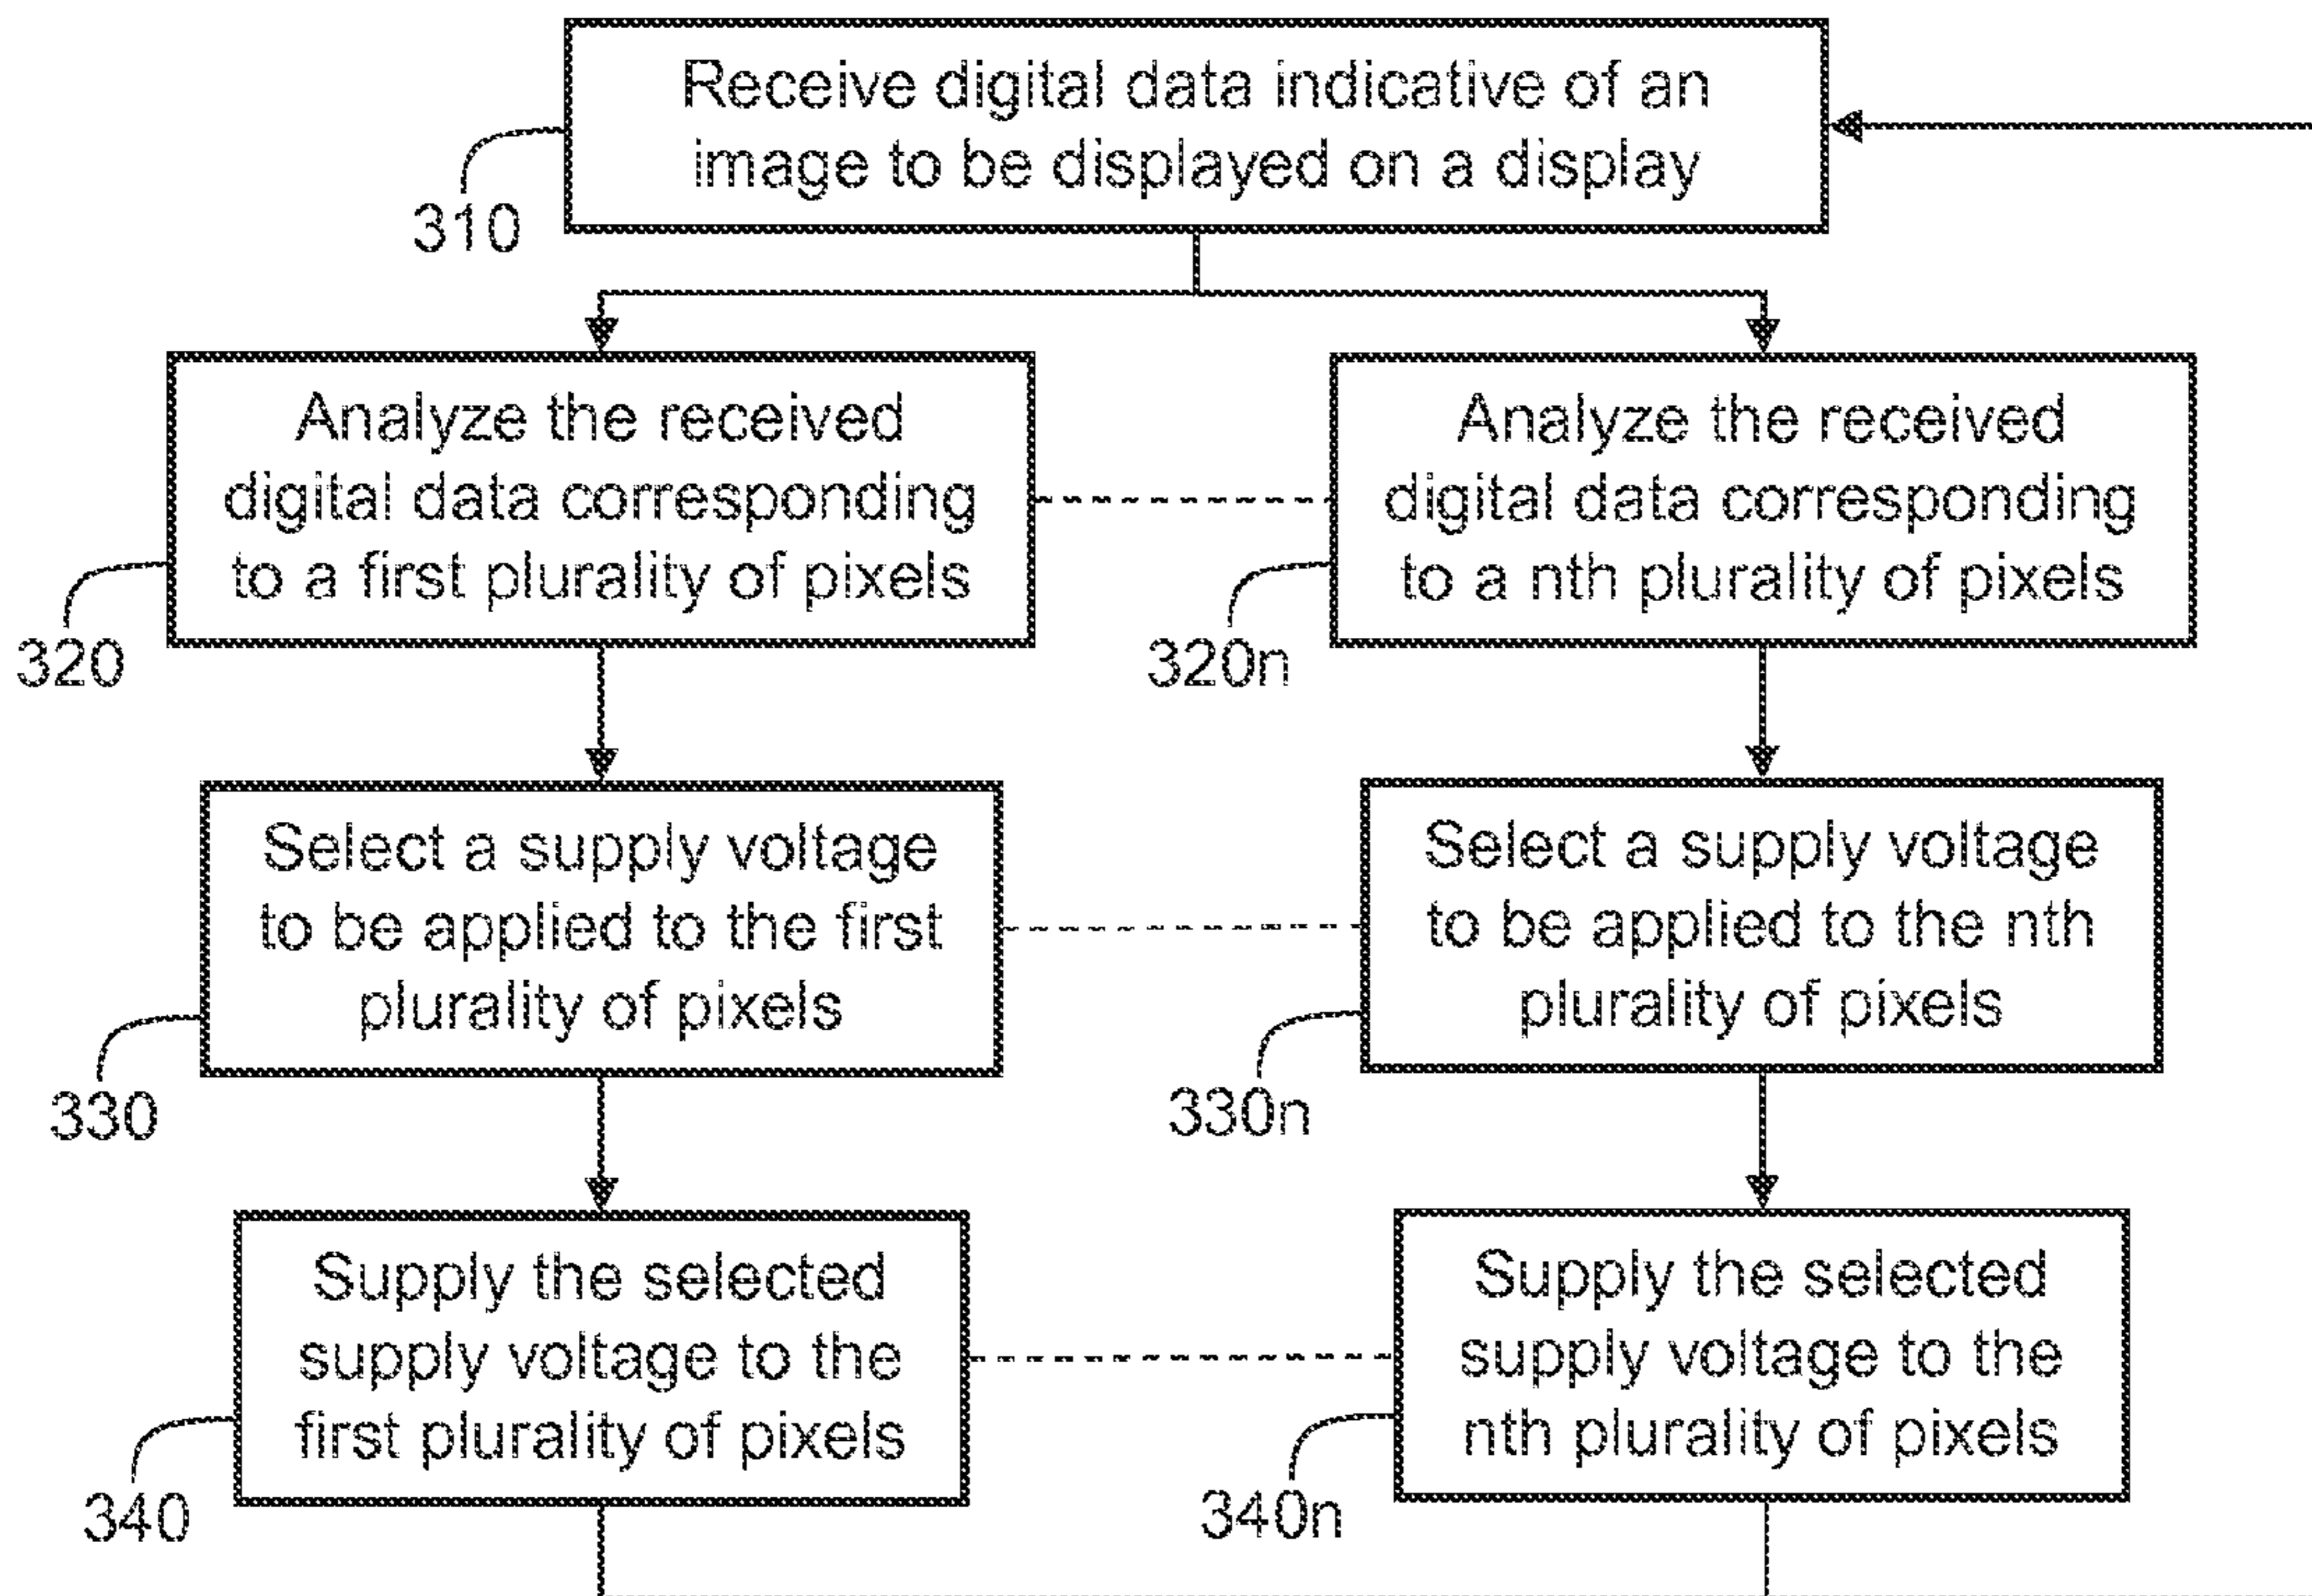 Receive digital data indicative of an
image to be displayed on a display
310
Analyze the received
digital data corresponding
to a first plurality of pixels
320
Analyze the received
digital data corresponding
to a nth plurality of pixels
320n
Select a supply voltage
to be applied to the first
plurality of pixels
330
Select a supply voltage
to be applied to the nth
plurality of pixels
330n
Supply the selected
supply voltage to the
first plurality of pixels
340
Supply the selected
supply voltage to the
nth plurality of pixels
340n